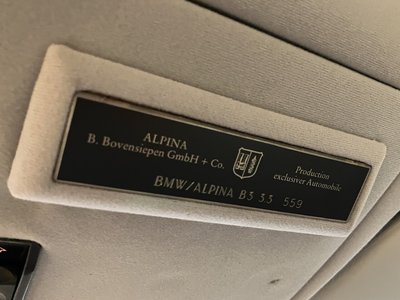 ALPINA
B. Bovensiepen GmbH + Co.
Production
exclusiver Automobile
BMW/ALPINA B3 3.3 559